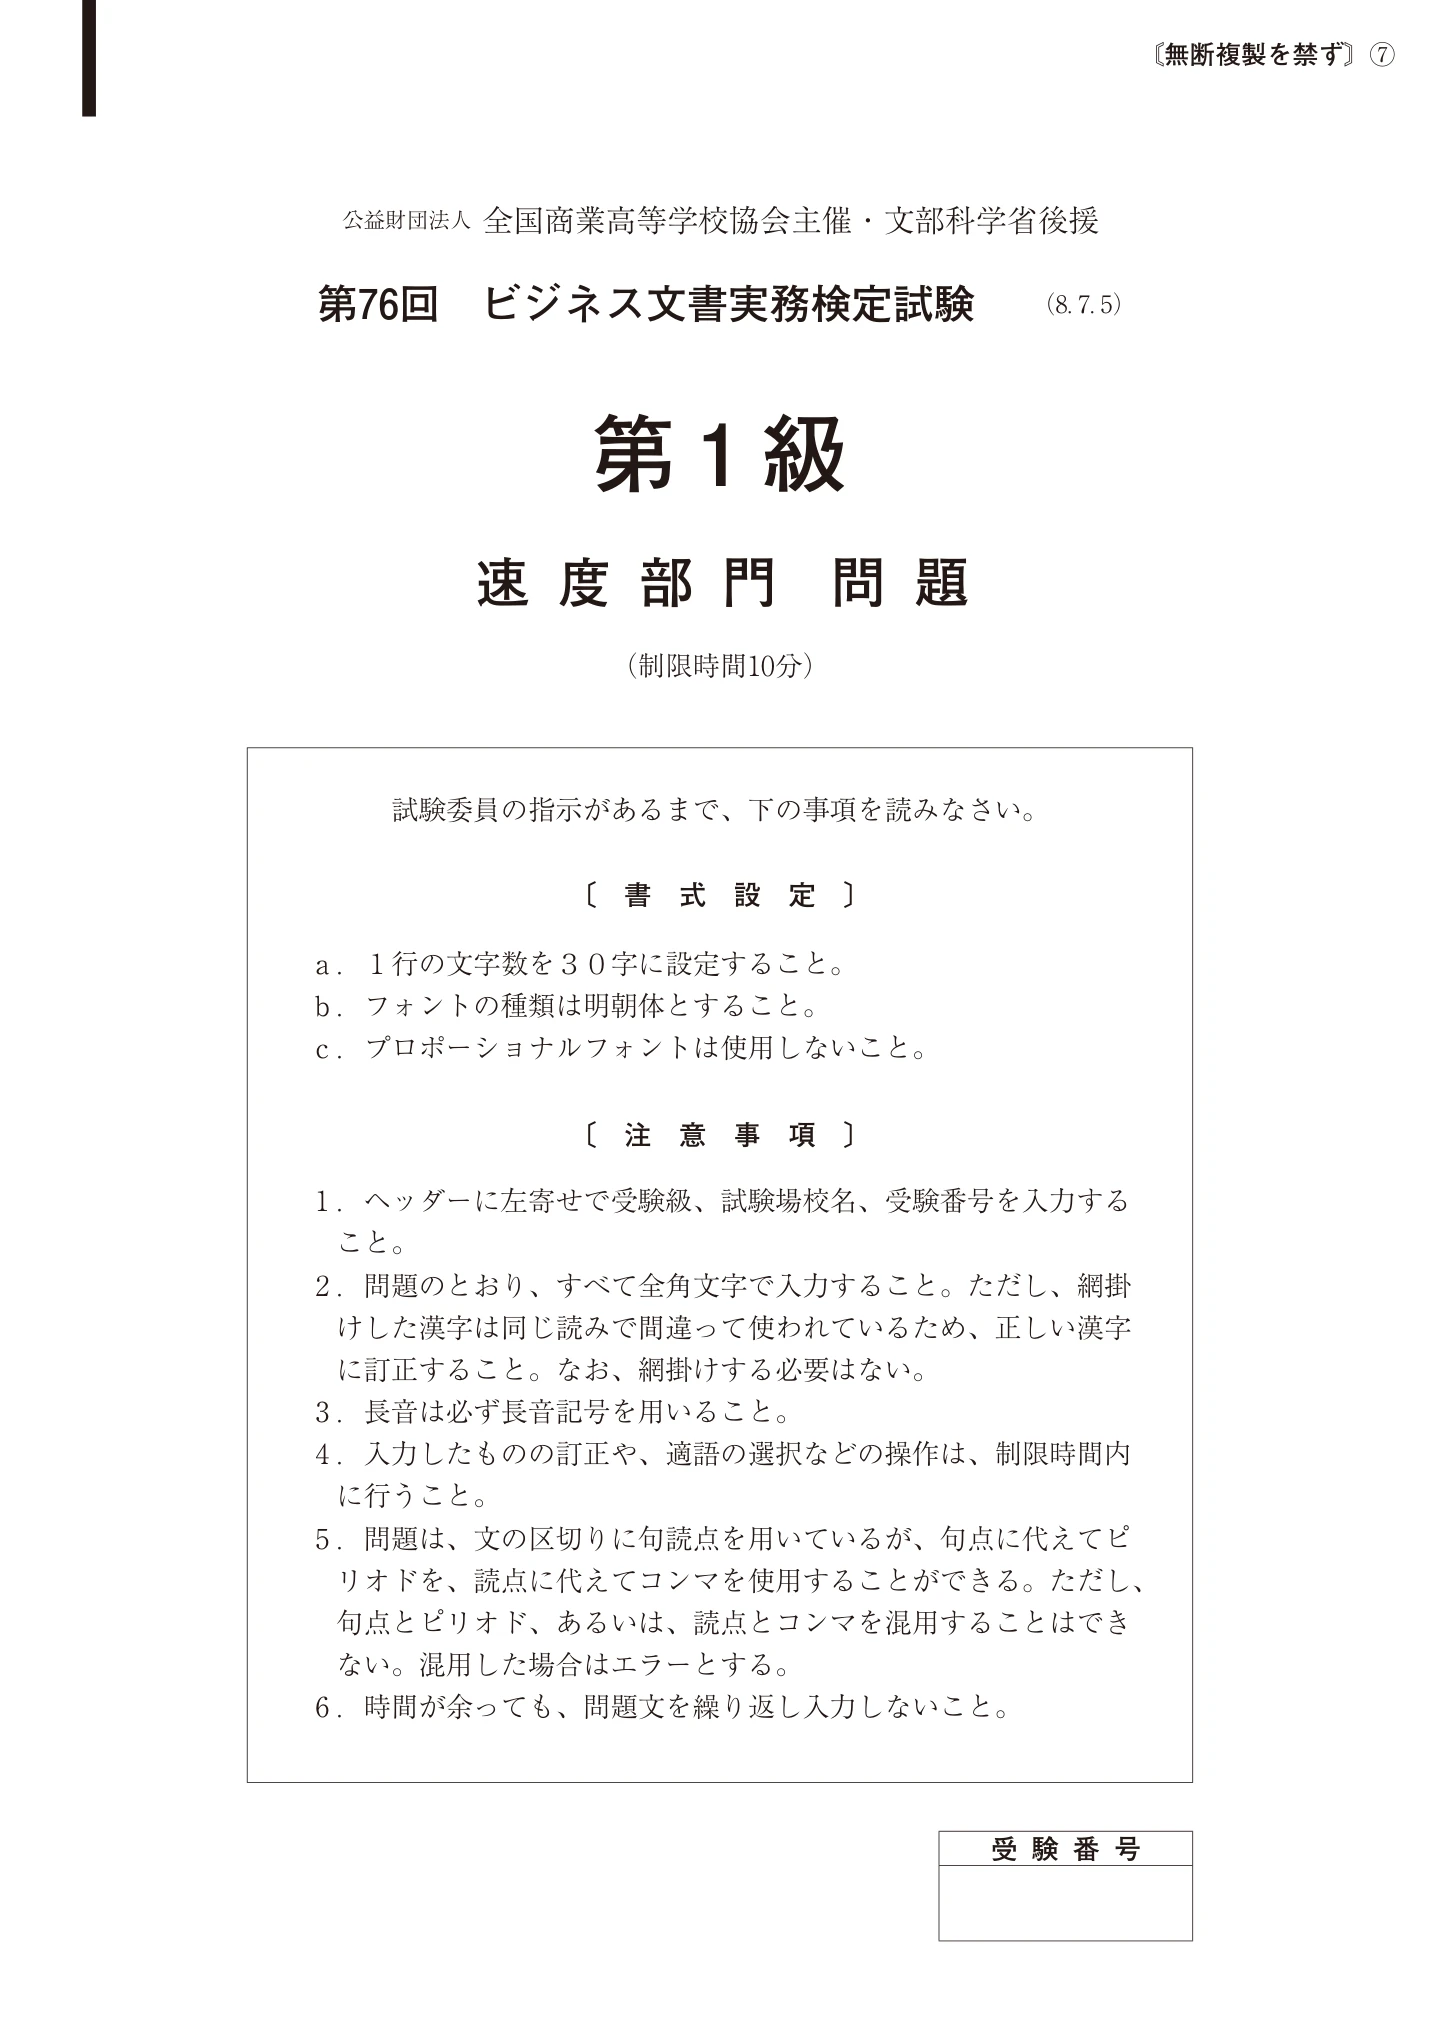 〘無断複製を禁ず〙⑦
公益財団法人 全国商業高等学校協会主催・文部科学省後援
第76回　ビジネス文書実務検定試験　（8. 7. 5）
第１級
速度部門　問題
（制限時間10分）
試験委員の指示があるまで、下の事項を読みなさい。
〔　書　式　設　定　〕
ａ．１行の文字数を３０字に設定すること。
ｂ．フォントの種類は明朝体とすること。
ｃ．プロポーショナルフォントは使用しないこと。
〔　注　意　事　項　〕
１．ヘッダーに左寄せで受験級、試験場校名、受験番号を入力する
こと。
２．問題のとおり、すべて全角文字で入力すること。ただし、網掛
けした漢字は同じ読みで間違って使われているため、正しい漢字
に訂正すること。なお、網掛けする必要はない。
３．長音は必ず長音記号を用いること。
４．入力したものの訂正や、適語の選択などの操作は、制限時間内
に行うこと。
５．問題は、文の区切りに句読点を用いているが、句点に代えてピ
リオドを、読点に代えてコンマを使用することができる。ただし、
句点とピリオド、あるいは、読点とコンマを混用することはでき
ない。混用した場合はエラーとする。
６．時間が余っても、問題文を繰り返し入力しないこと。
受験番号